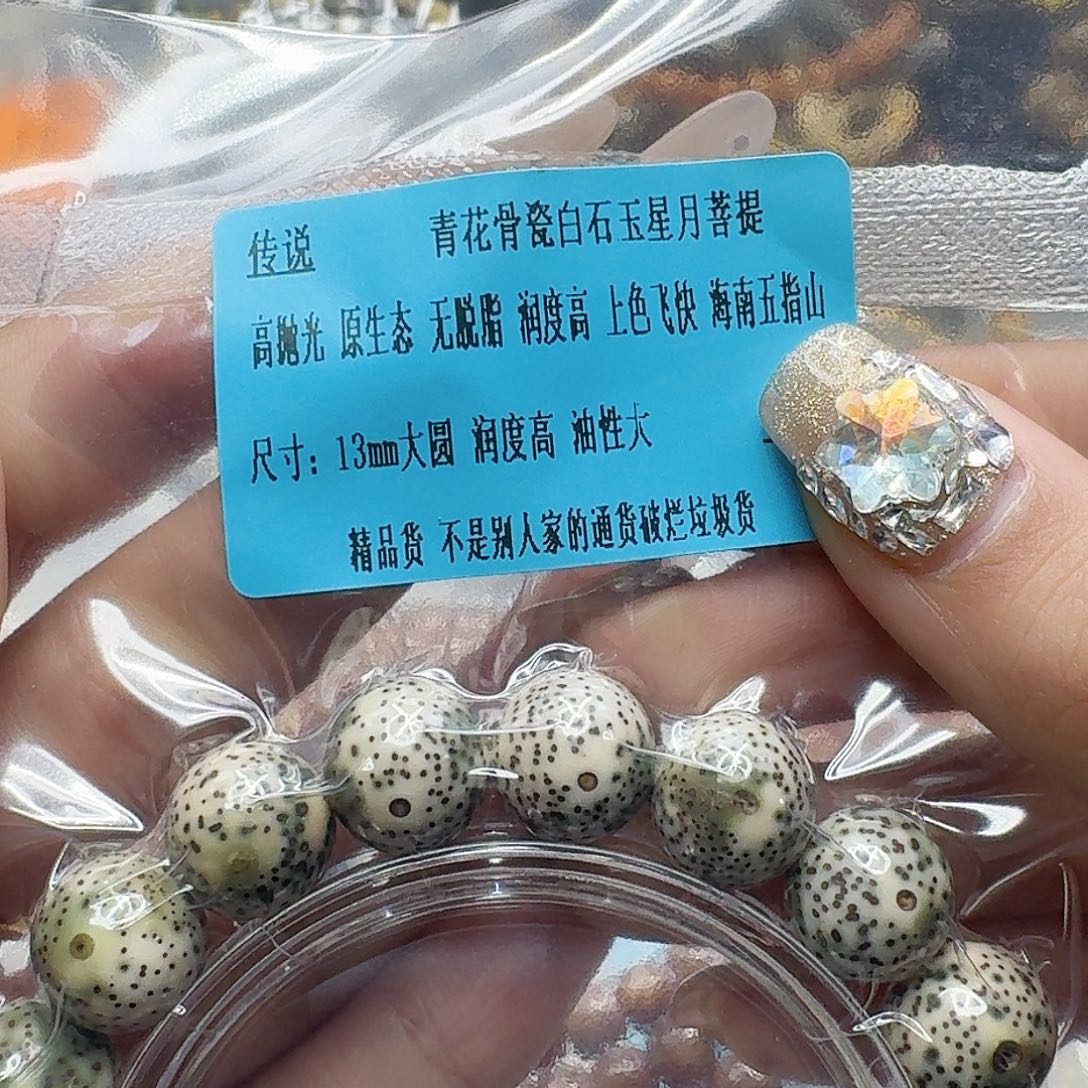 传说 青花骨瓷白石玉星月菩提
高抛光 原生态 无脱脂 润度高 上色飞快 海南五指山
尺寸：13mm大圆 润度高 油性大
精品货 不是别人家的通货破烂垃圾货